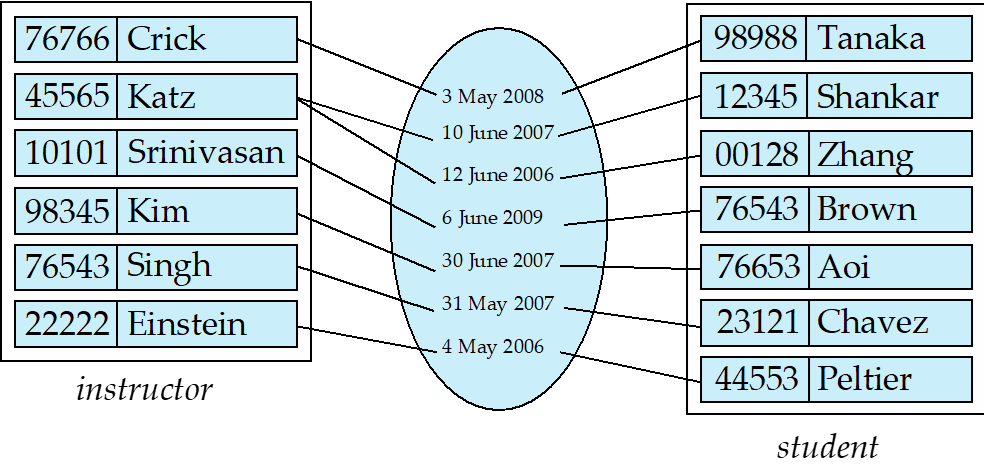 76766 Crick
45565 Katz
10101 Srinivasan
98345 Kim
76543 Singh
22222 Einstein
instructor
3 May 2008
10 June 2007
12 June 2006
6 June 2009
30 June 2007
31 May 2007
4 May 2006
98988 Tanaka
12345 Shankar
00128 Zhang
76543 Brown
76653 Aoi
23121 Chavez
44553 Peltier
student